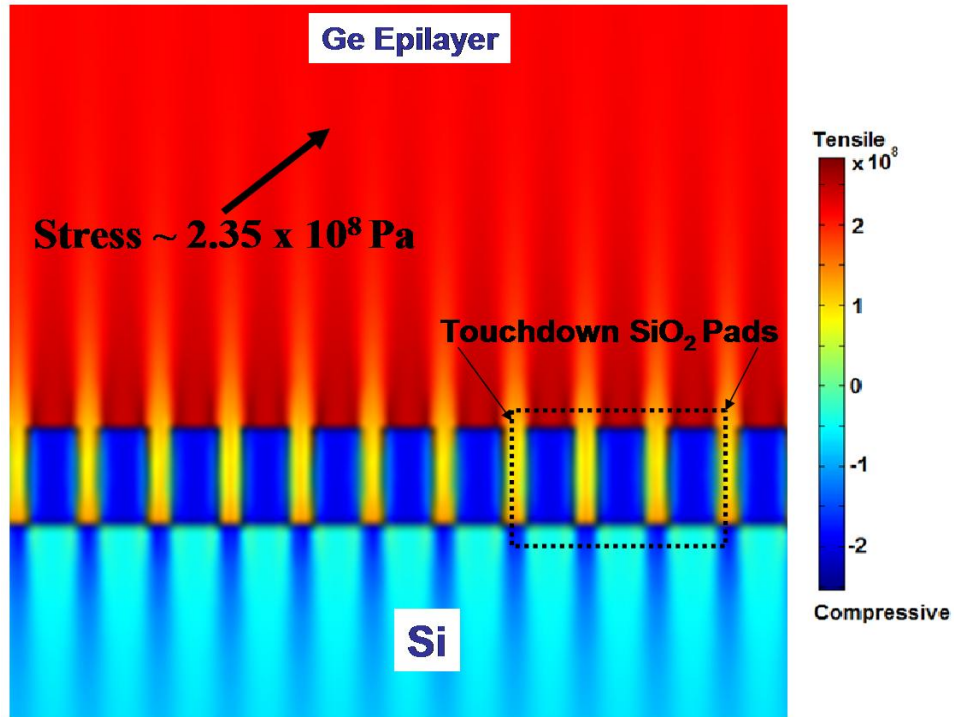 Ge Epilayer
Tensile
x 10⁸
Stress ~ 2.35 x 10⁸ Pa
2
1
Touchdown SiO₂ Pads
0
-1
-2
Compressive
Si